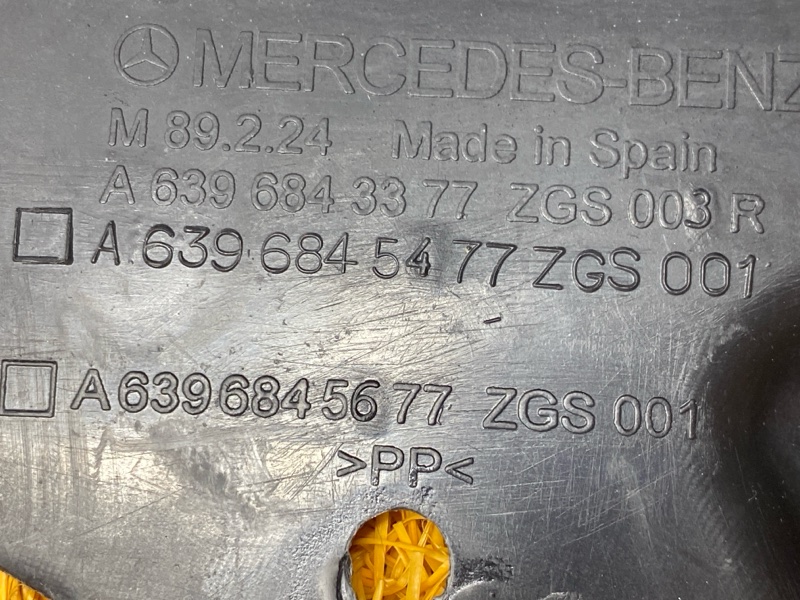 MERCEDES-BENZ
M 89.2.24 Made in Spain
A 639 684 33 77 ZGS 003 R
A 639 684 54 77 ZGS 001
A 639 684 56 77 ZGS 001
>PP<